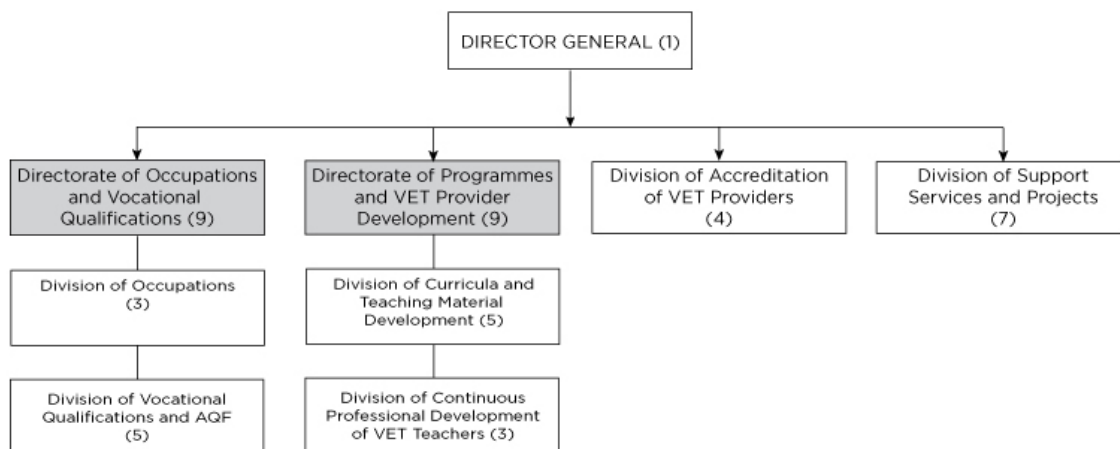 DIRECTOR GENERAL (1)
Directorate of Occupations
and Vocational
Qualifications (9)
Directorate of Programmes
and VET Provider
Development (9)
Division of Accreditation
of VET Providers
(4)
Division of Support
Services and Projects
(7)
Division of Occupations
(3)
Division of Curricula and
Teaching Material
Development (5)
Division of Vocational
Qualifications and AQF
(5)
Division of Continuous
Professional Development
of VET Teachers (3)